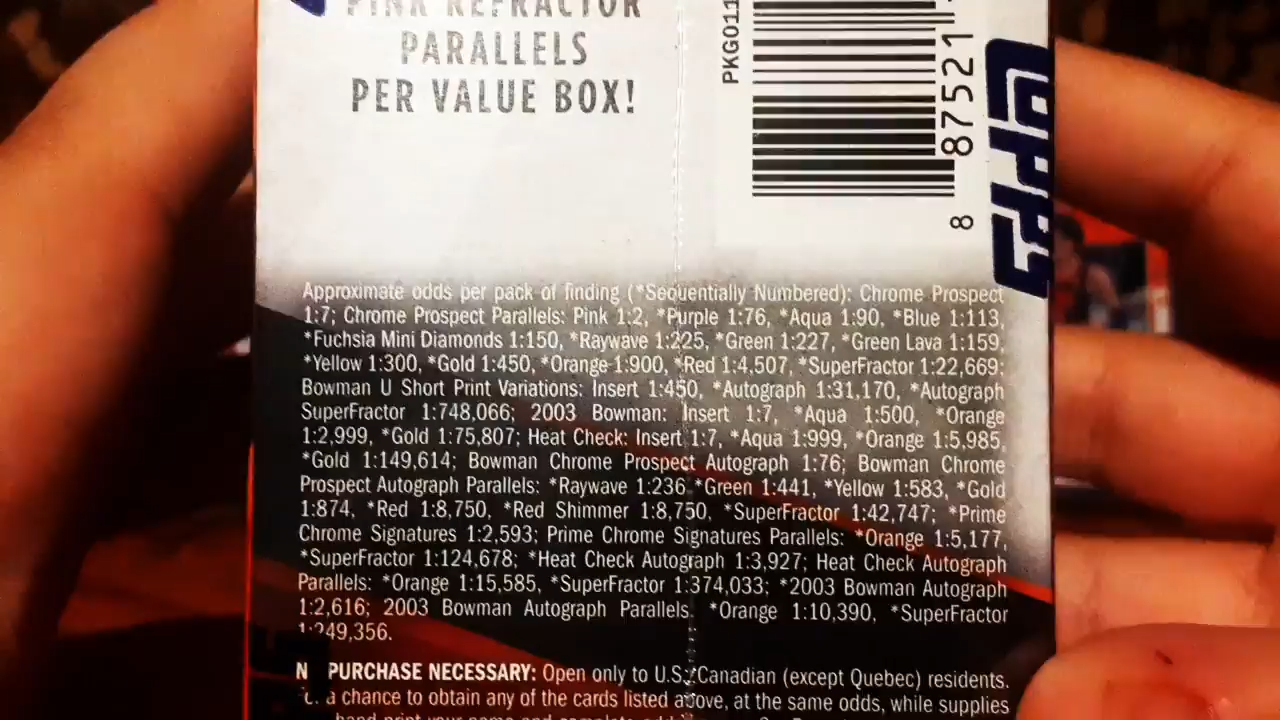 PINK REFRACTOR
PARALLELS
PER VALUE BOX!
PKG011
8 87521
topps
Approximate odds per pack of finding (*Sequentially Numbered): Chrome Prospect
1:7; Chrome Prospect Parallels: Pink 1:2, *Purple 1:76, *Aqua 1:90, *Blue 1:113,
*Fuchsia Mini Diamonds 1:150, *Raywave 1:225, *Green 1:227, *Green Lava 1:159,
*Yellow 1:300, *Gold 1:450, *Orange 1:900, *Red 1:4,507, *SuperFractor 1:22,669;
Bowman U Short Print Variations: Insert 1:450, *Autograph 1:31,170, *Autograph
SuperFractor 1:748,066; 2003 Bowman: Insert 1:7, *Aqua 1:500, *Orange
1:2,999, *Gold 1:75,807; Heat Check: Insert 1:7, *Aqua 1:999, *Orange 1:5,985,
*Gold 1:149,614; Bowman Chrome Prospect Autograph 1:76; Bowman Chrome
Prospect Autograph Parallels: *Raywave 1:236 *Green 1:441, *Yellow 1:583, *Gold
1:874, *Red 1:8,750, *Red Shimmer 1:8,750, *SuperFractor 1:42,747; *Prime
Chrome Signatures 1:2,593; Prime Chrome Signatures Parallels: *Orange 1:5,177,
*SuperFractor 1:124,678; *Heat Check Autograph 1:3,927; Heat Check Autograph
Parallels: *Orange 1:15,585, *SuperFractor 1:374,033; *2003 Bowman Autograph
1:2,616; 2003 Bowman Autograph Parallels: *Orange 1:10,390, *SuperFractor
1:249,356.
PURCHASE NECESSARY: Open only to U.S./Canadian (except Quebec) residents.
a chance to obtain any of the cards listed above, at the same odds, while supplies